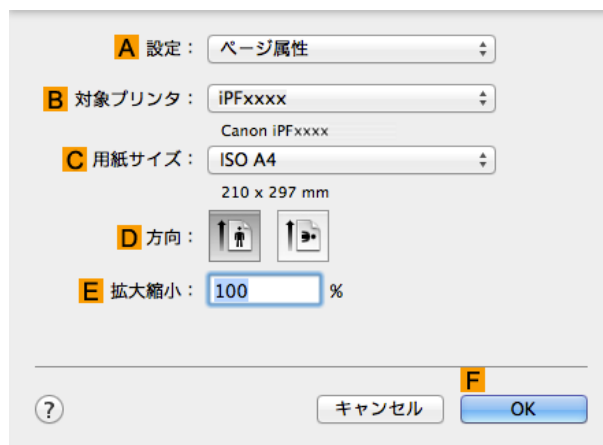 A 設定： ページ属性
B 対象プリンタ： iPFxxxx
Canon iPFxxxx
C 用紙サイズ： ISO A4
210 x 297 mm
D 方向：
E 拡大縮小： 100 %
F
? キャンセル OK